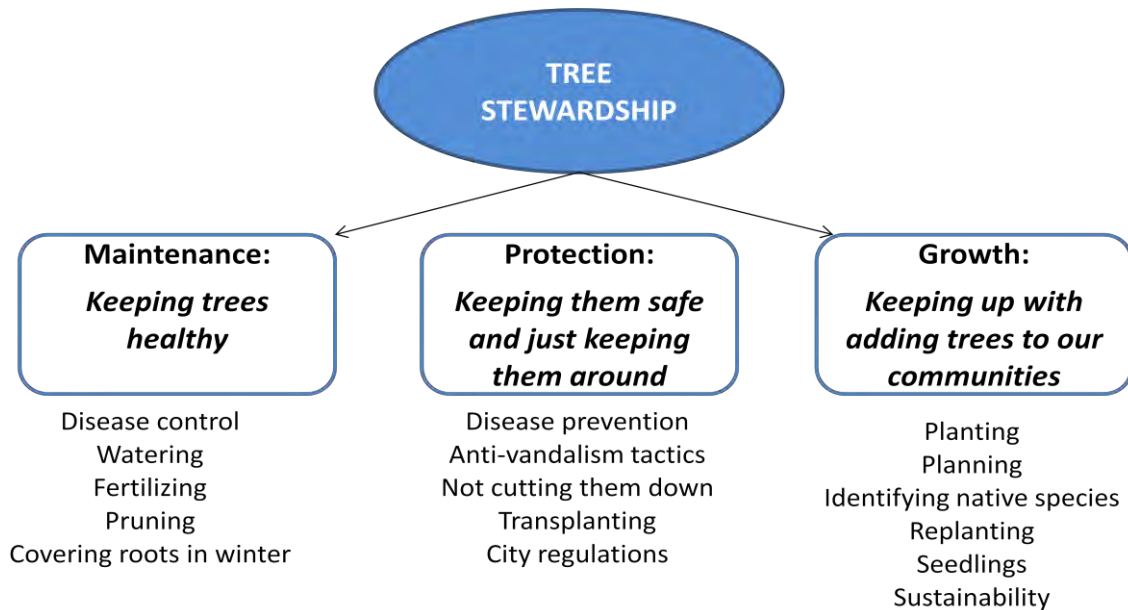 TREE
STEWARDSHIP
Maintenance:
Keeping trees
healthy
Disease control
Watering
Fertilizing
Pruning
Covering roots in winter
Protection:
Keeping them safe
and just keeping
them around
Disease prevention
Anti-vandalism tactics
Not cutting them down
Transplanting
City regulations
Growth:
Keeping up with
adding trees to our
communities
Planting
Planning
Identifying native species
Replanting
Seedlings
Sustainability